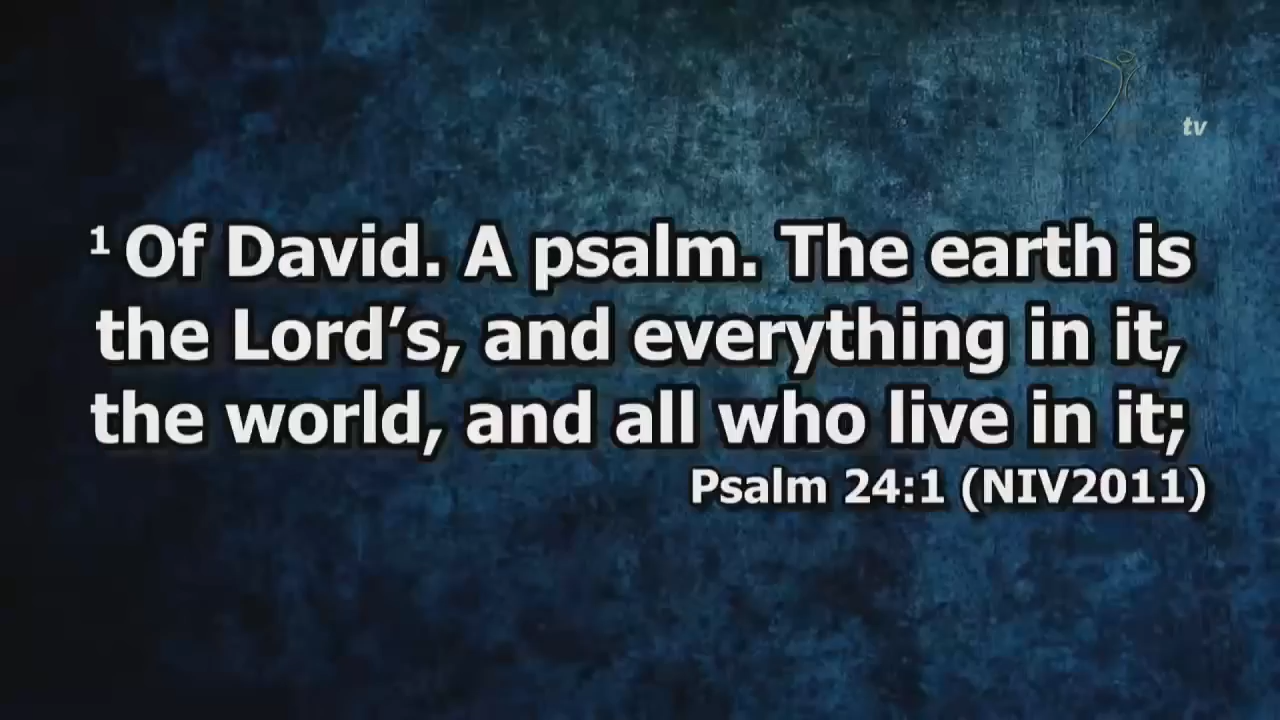 tv
1 Of David. A psalm. The earth is
the Lord’s, and everything in it,
the world, and all who live in it;
Psalm 24:1 (NIV2011)